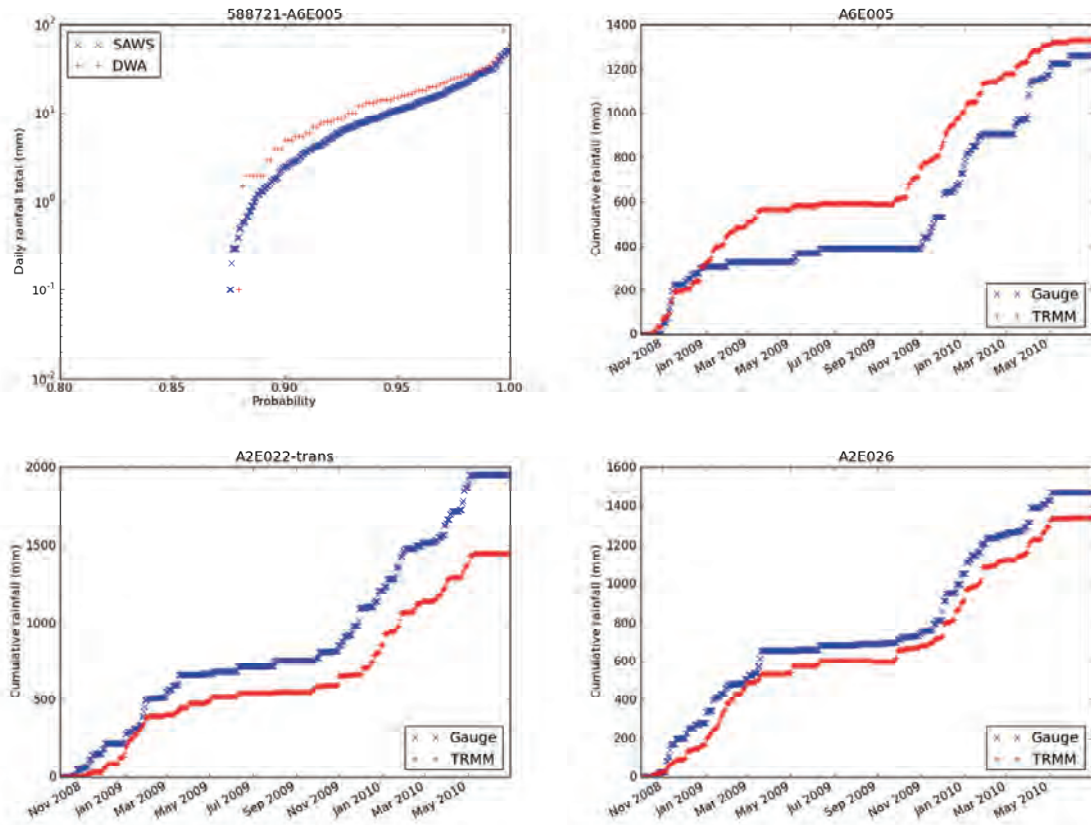 588721-A6E005
Daily rainfall total (mm)
10²
10¹
10⁰
10⁻¹
10⁻²
× SAWS
+ DWA
0.80 0.85 0.90 0.95 1.00
Probability
A6E005
Cumulative rainfall (mm)
1400
1200
1000
800
600
400
200
0
× × Gauge
+ + TRMM
Nov 2008 Jan 2009 Mar 2009 May 2009 Jul 2009 Sep 2009 Nov 2009 Jan 2010 Mar 2010 May 2010
A2E022-trans
Cumulative rainfall (mm)
2000
1500
1000
500
0
× × Gauge
+ + TRMM
Nov 2008 Jan 2009 Mar 2009 May 2009 Jul 2009 Sep 2009 Nov 2009 Jan 2010 Mar 2010 May 2010
A2E026
Cumulative rainfall (mm)
1600
1400
1200
1000
800
600
400
200
0
× × Gauge
+ + TRMM
Nov 2008 Jan 2009 Mar 2009 May 2009 Jul 2009 Sep 2009 Nov 2009 Jan 2010 Mar 2010 May 2010